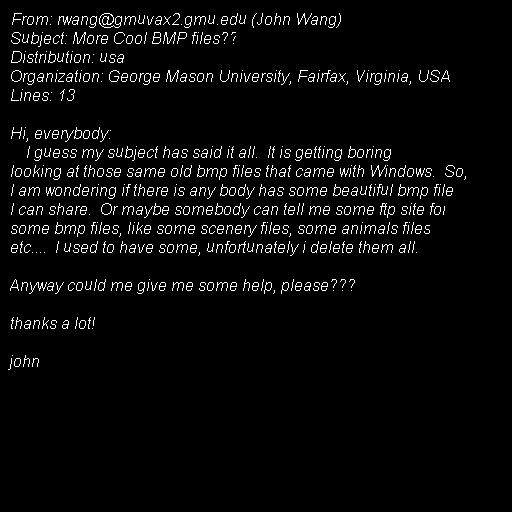 From: rwang@gmuvax2.gmu.edu (John Wang)
Subject: More Cool BMP files??
Distribution: usa
Organization: George Mason University, Fairfax, Virginia, USA
Lines: 13

Hi, everybody:
I guess my subject has said it all.  It is getting boring
looking at those same old bmp files that came with Windows.  So,
I am wondering if there is any body has some beautiful bmp file
I can share.  Or maybe somebody can tell me some ftp site for
some bmp files, like some scenery files, some animals files
etc....  I used to have some, unfortunately i delete them all.

Anyway could me give me some help, please???

thanks a lot!

john